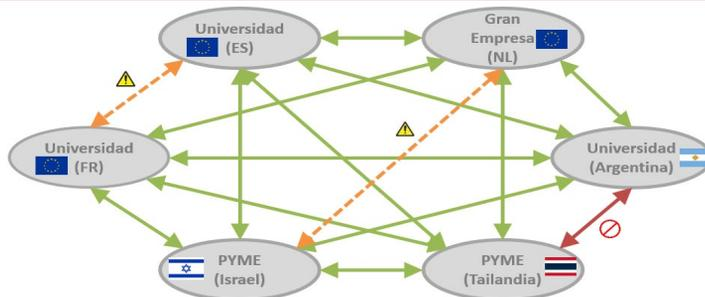 Universidad
(ES)
Gran
Empresa
(NL)
Universidad
(FR)
Universidad
(Argentina)
PYME
(Israel)
PYME
(Tailandia)